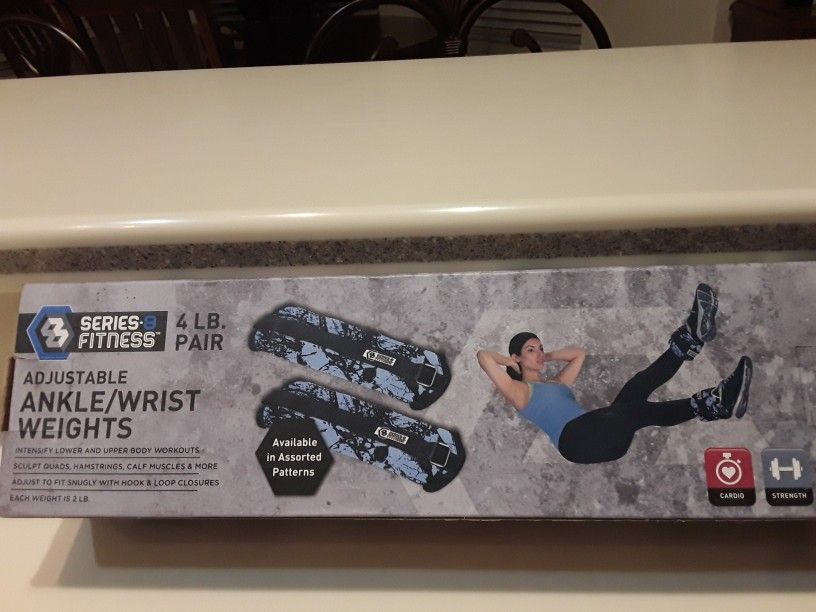 SERIES-8
FITNESS™
4 LB.
PAIR
ADJUSTABLE
ANKLE/WRIST
WEIGHTS
INTENSIFY LOWER AND UPPER BODY WORKOUTS
SCULPT QUADS, HAMSTRINGS, CALF MUSCLES & MORE
ADJUST TO FIT SNUGLY WITH HOOK & LOOP CLOSURES
EACH WEIGHT IS 2 LB.
Available
in Assorted
Patterns
CARDIO
STRENGTH